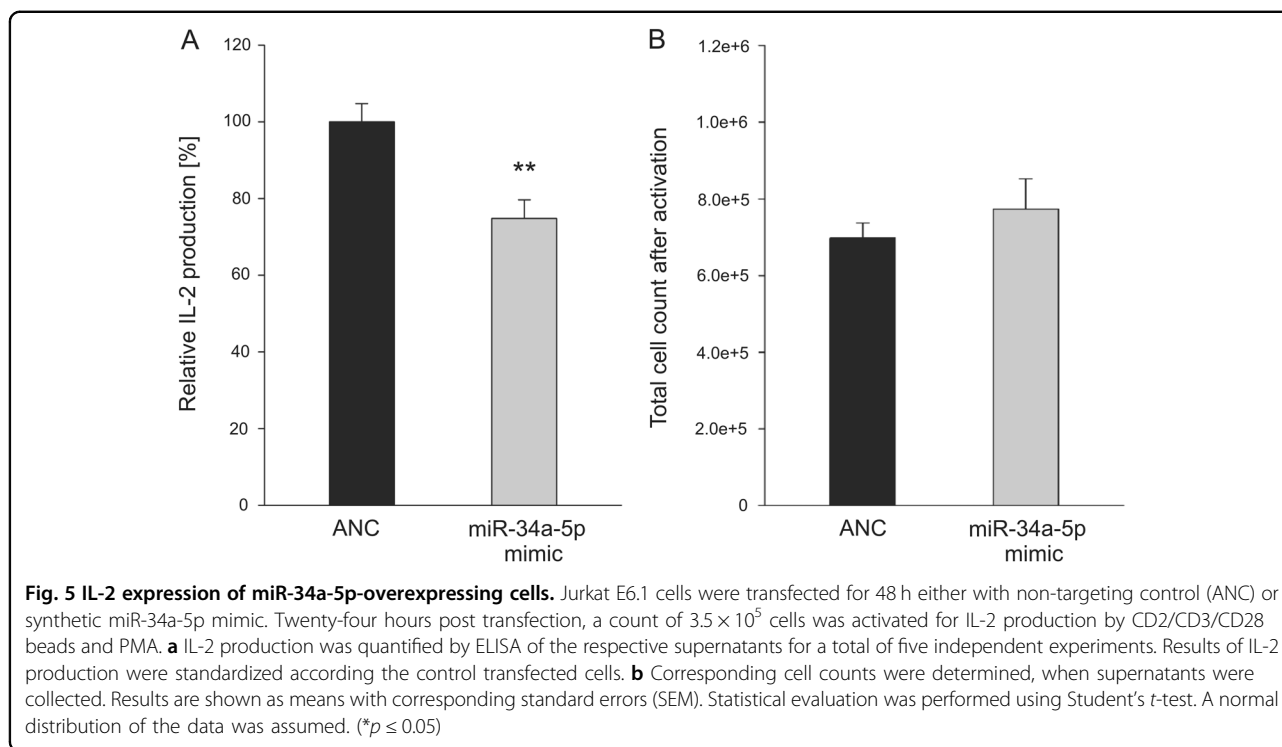 A
Relative IL-2 production [%]
120
100
80
60
40
20
0
**
ANC
miR-34a-5p
mimic
B
Total cell count after activation
1.2e+6
1.0e+6
8.0e+5
6.0e+5
4.0e+5
2.0e+5
0
ANC
miR-34a-5p
mimic
Fig. 5 IL-2 expression of miR-34a-5p-overexpressing cells. Jurkat E6.1 cells were transfected for 48 h either with non-targeting control (ANC) or
synthetic miR-34a-5p mimic. Twenty-four hours post transfection, a count of 3.5 × 10⁵ cells was activated for IL-2 production by CD2/CD3/CD28
beads and PMA. a IL-2 production was quantified by ELISA of the respective supernatants for a total of five independent experiments. Results of IL-2
production were standardized according the control transfected cells. b Corresponding cell counts were determined, when supernatants were
collected. Results are shown as means with corresponding standard errors (SEM). Statistical evaluation was performed using Student's t-test. A normal
distribution of the data was assumed. (*p ≤ 0.05)